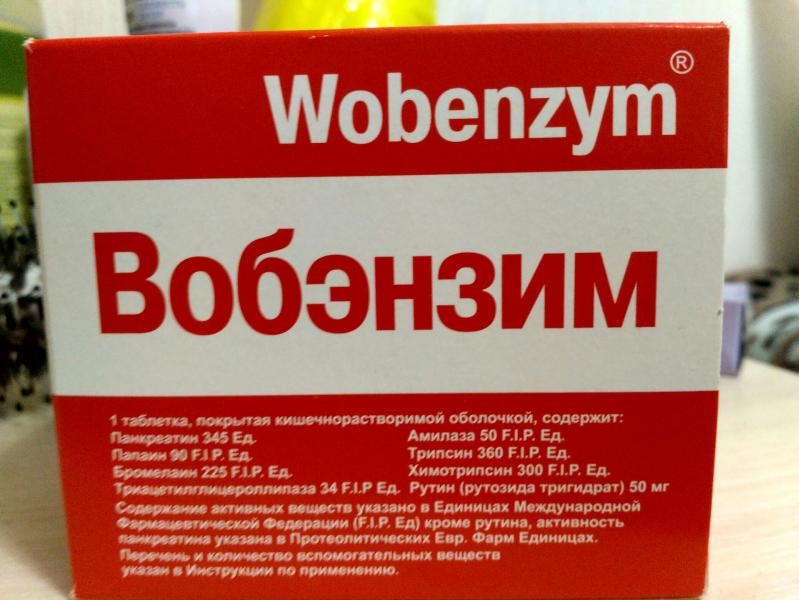 Wobenzym®
Вобэнзим
1 таблетка, покрытая кишечнорастворимой оболочкой, содержит:
Панкреатин 345 Ед. Амилаза 50 F.I.P. Ед.
Папаин 90 F.I.P. Ед. Трипсин 360 F.I.P. Ед.
Бромелаин 225 F.I.P. Ед. Химотрипсин 300 F.I.P. Ед.
Триацетилглицероллипаза 34 F.I.P Ед. Рутин (рутозида тригидрат) 50 мг
Содержание активных веществ указано в Единицах Международной
Фармацевтической Федерации (F.I.P. Ед) кроме рутина, активность
панкреатина указана в Протеолитических Евр. Фарм Единицах.
Перечень и количество вспомогательных веществ
указан в Инструкции по применению.